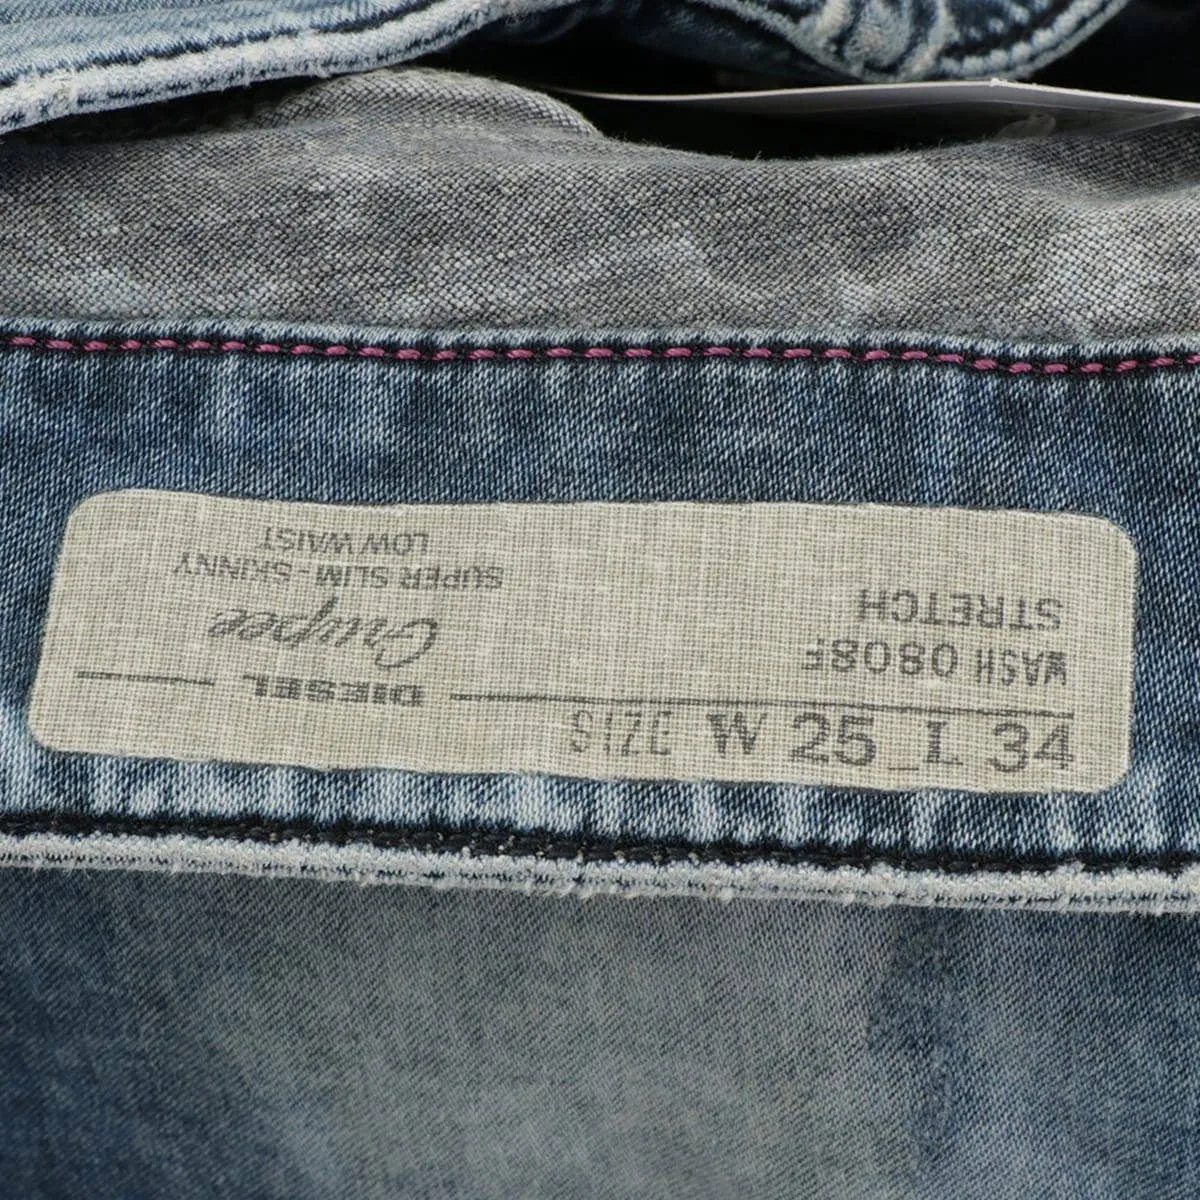 DIESEL
Grupee
SUPER SLIM - SKINNY
LOW WAIST
WASH 0808F
STRETCH
SIZE W 25_L 34